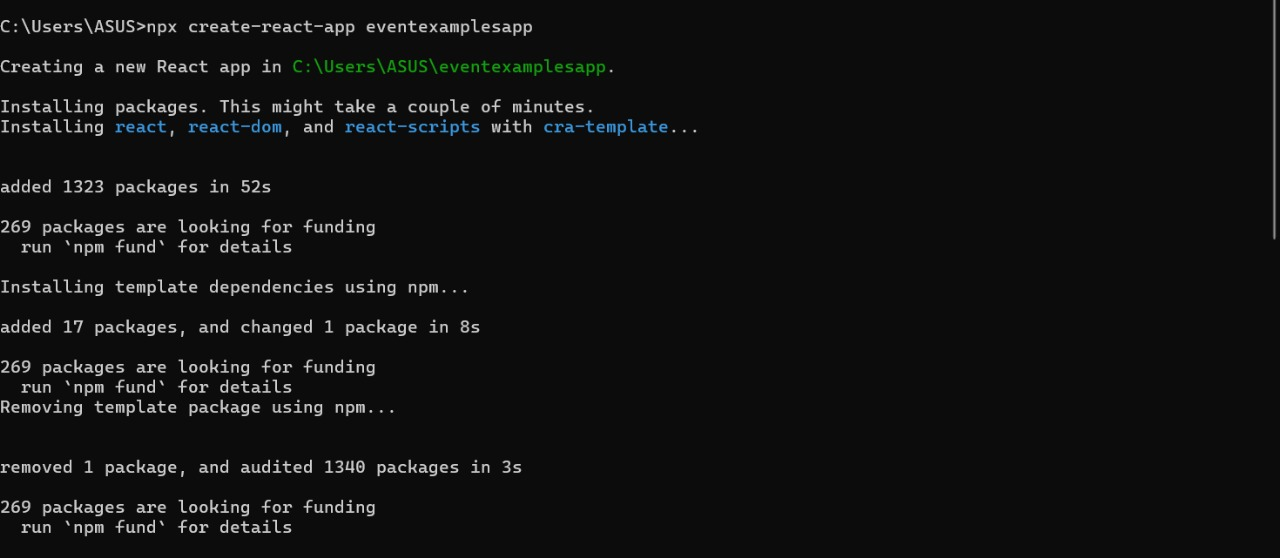 C:\Users\ASUS>npx create-react-app eventexamplesapp
Creating a new React app in C:\Users\ASUS\eventexamplesapp.
Installing packages. This might take a couple of minutes.
Installing react, react-dom, and react-scripts with cra-template...
added 1323 packages in 52s
269 packages are looking for funding
  run `npm fund` for details
Installing template dependencies using npm...
added 17 packages, and changed 1 package in 8s
269 packages are looking for funding
  run `npm fund` for details
Removing template package using npm...
removed 1 package, and audited 1340 packages in 3s
269 packages are looking for funding
  run `npm fund` for details